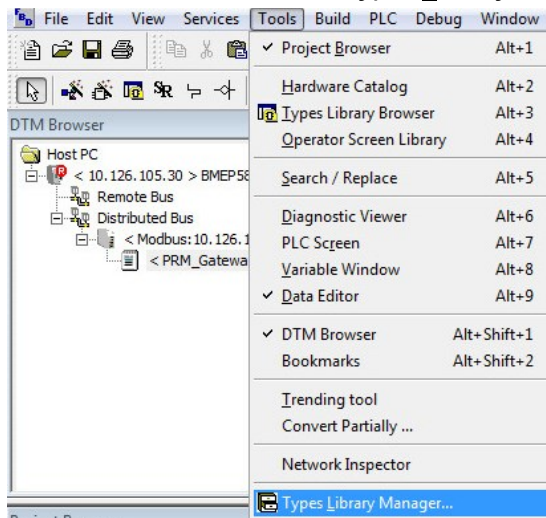 File Edit View Services Tools Build PLC Debug Window
Project Browser Alt+1
Hardware Catalog Alt+2
Types Library Browser Alt+3
Operator Screen Library Alt+4
Search / Replace Alt+5
Diagnostic Viewer Alt+6
PLC Screen Alt+7
Variable Window Alt+8
Data Editor Alt+9
DTM Browser Alt+Shift+1
Bookmarks Alt+Shift+2
Trending tool
Convert Partially ...
Network Inspector
Types Library Manager...
DTM Browser
Host PC
< 10.126.105.30 > BMEP58
Remote Bus
Distributed Bus
< Modbus:10.126.1
< PRM_Gatewa